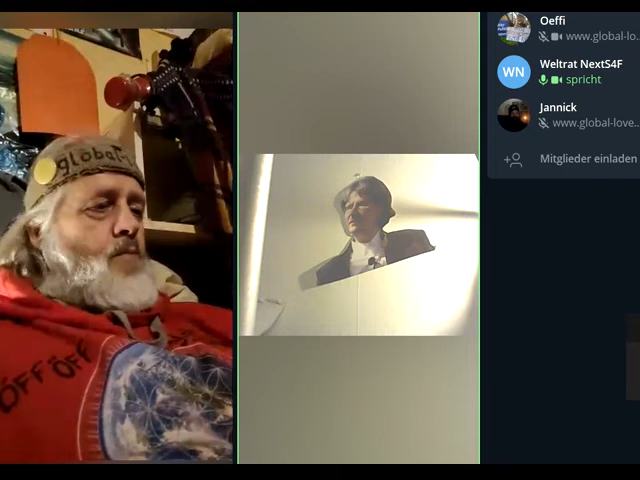 global-l
ÖFF ÖFF
Oeffi
www.global-lo...
WN
Weltrat NextS4F
spricht
Jannick
www.global-love...
Mitglieder einladen